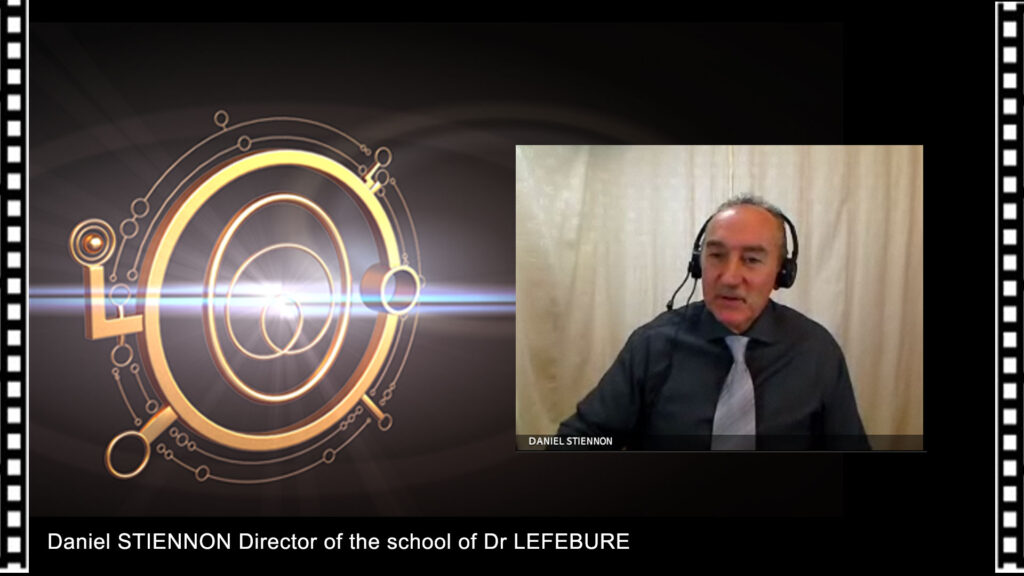 DANIEL STIENNON
Daniel STIENNON Director of the school of Dr LEFEBURE